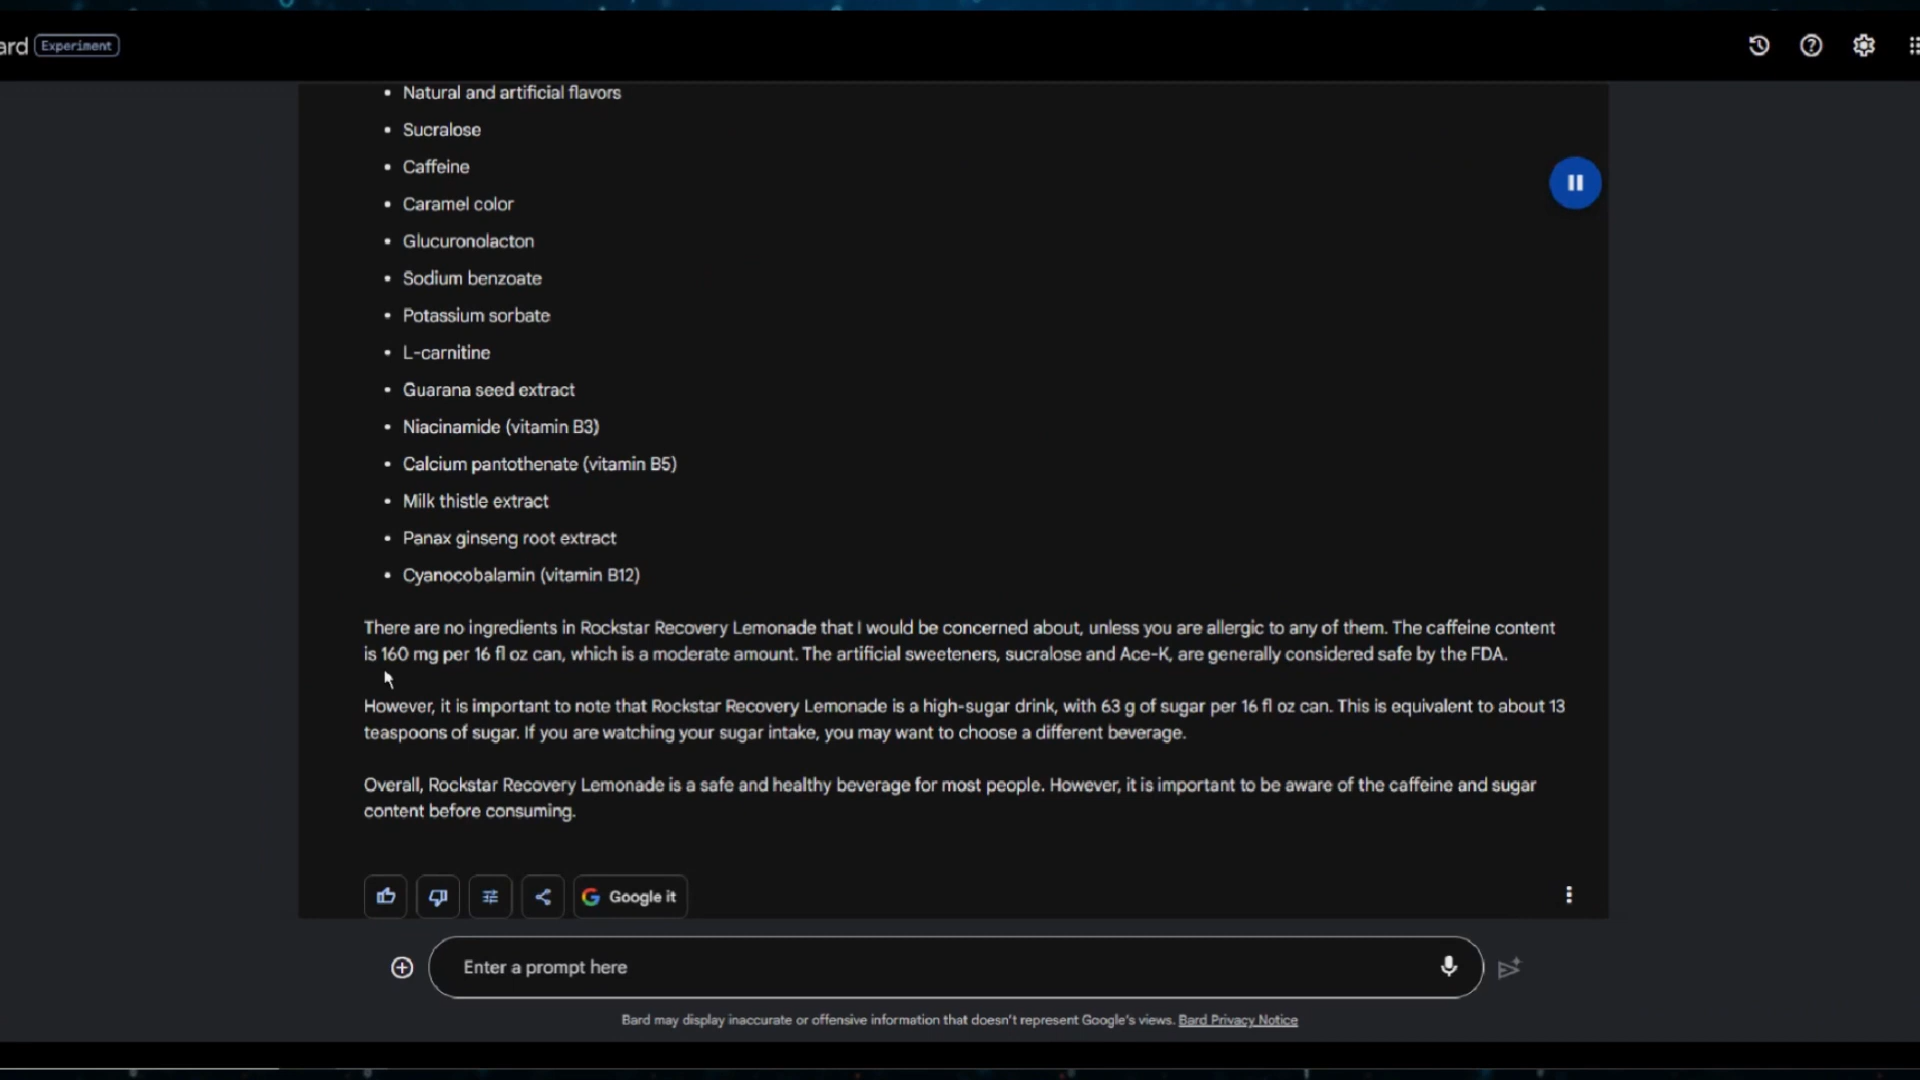 ard Experiment
• Natural and artificial flavors
• Sucralose
• Caffeine
• Caramel color
• Glucuronolacton
• Sodium benzoate
• Potassium sorbate
• L-carnitine
• Guarana seed extract
• Niacinamide (vitamin B3)
• Calcium pantothenate (vitamin B5)
• Milk thistle extract
• Panax ginseng root extract
• Cyanocobalamin (vitamin B12)
There are no ingredients in Rockstar Recovery Lemonade that I would be concerned about, unless you are allergic to any of them. The caffeine content
is 160 mg per 16 fl oz can, which is a moderate amount. The artificial sweeteners, sucralose and Ace-K, are generally considered safe by the FDA.
However, it is important to note that Rockstar Recovery Lemonade is a high-sugar drink, with 63 g of sugar per 16 fl oz can. This is equivalent to about 13
teaspoons of sugar. If you are watching your sugar intake, you may want to choose a different beverage.
Overall, Rockstar Recovery Lemonade is a safe and healthy beverage for most people. However, it is important to be aware of the caffeine and sugar
content before consuming.
Google it
Enter a prompt here
Bard may display inaccurate or offensive information that doesn't represent Google's views. Bard Privacy Notice